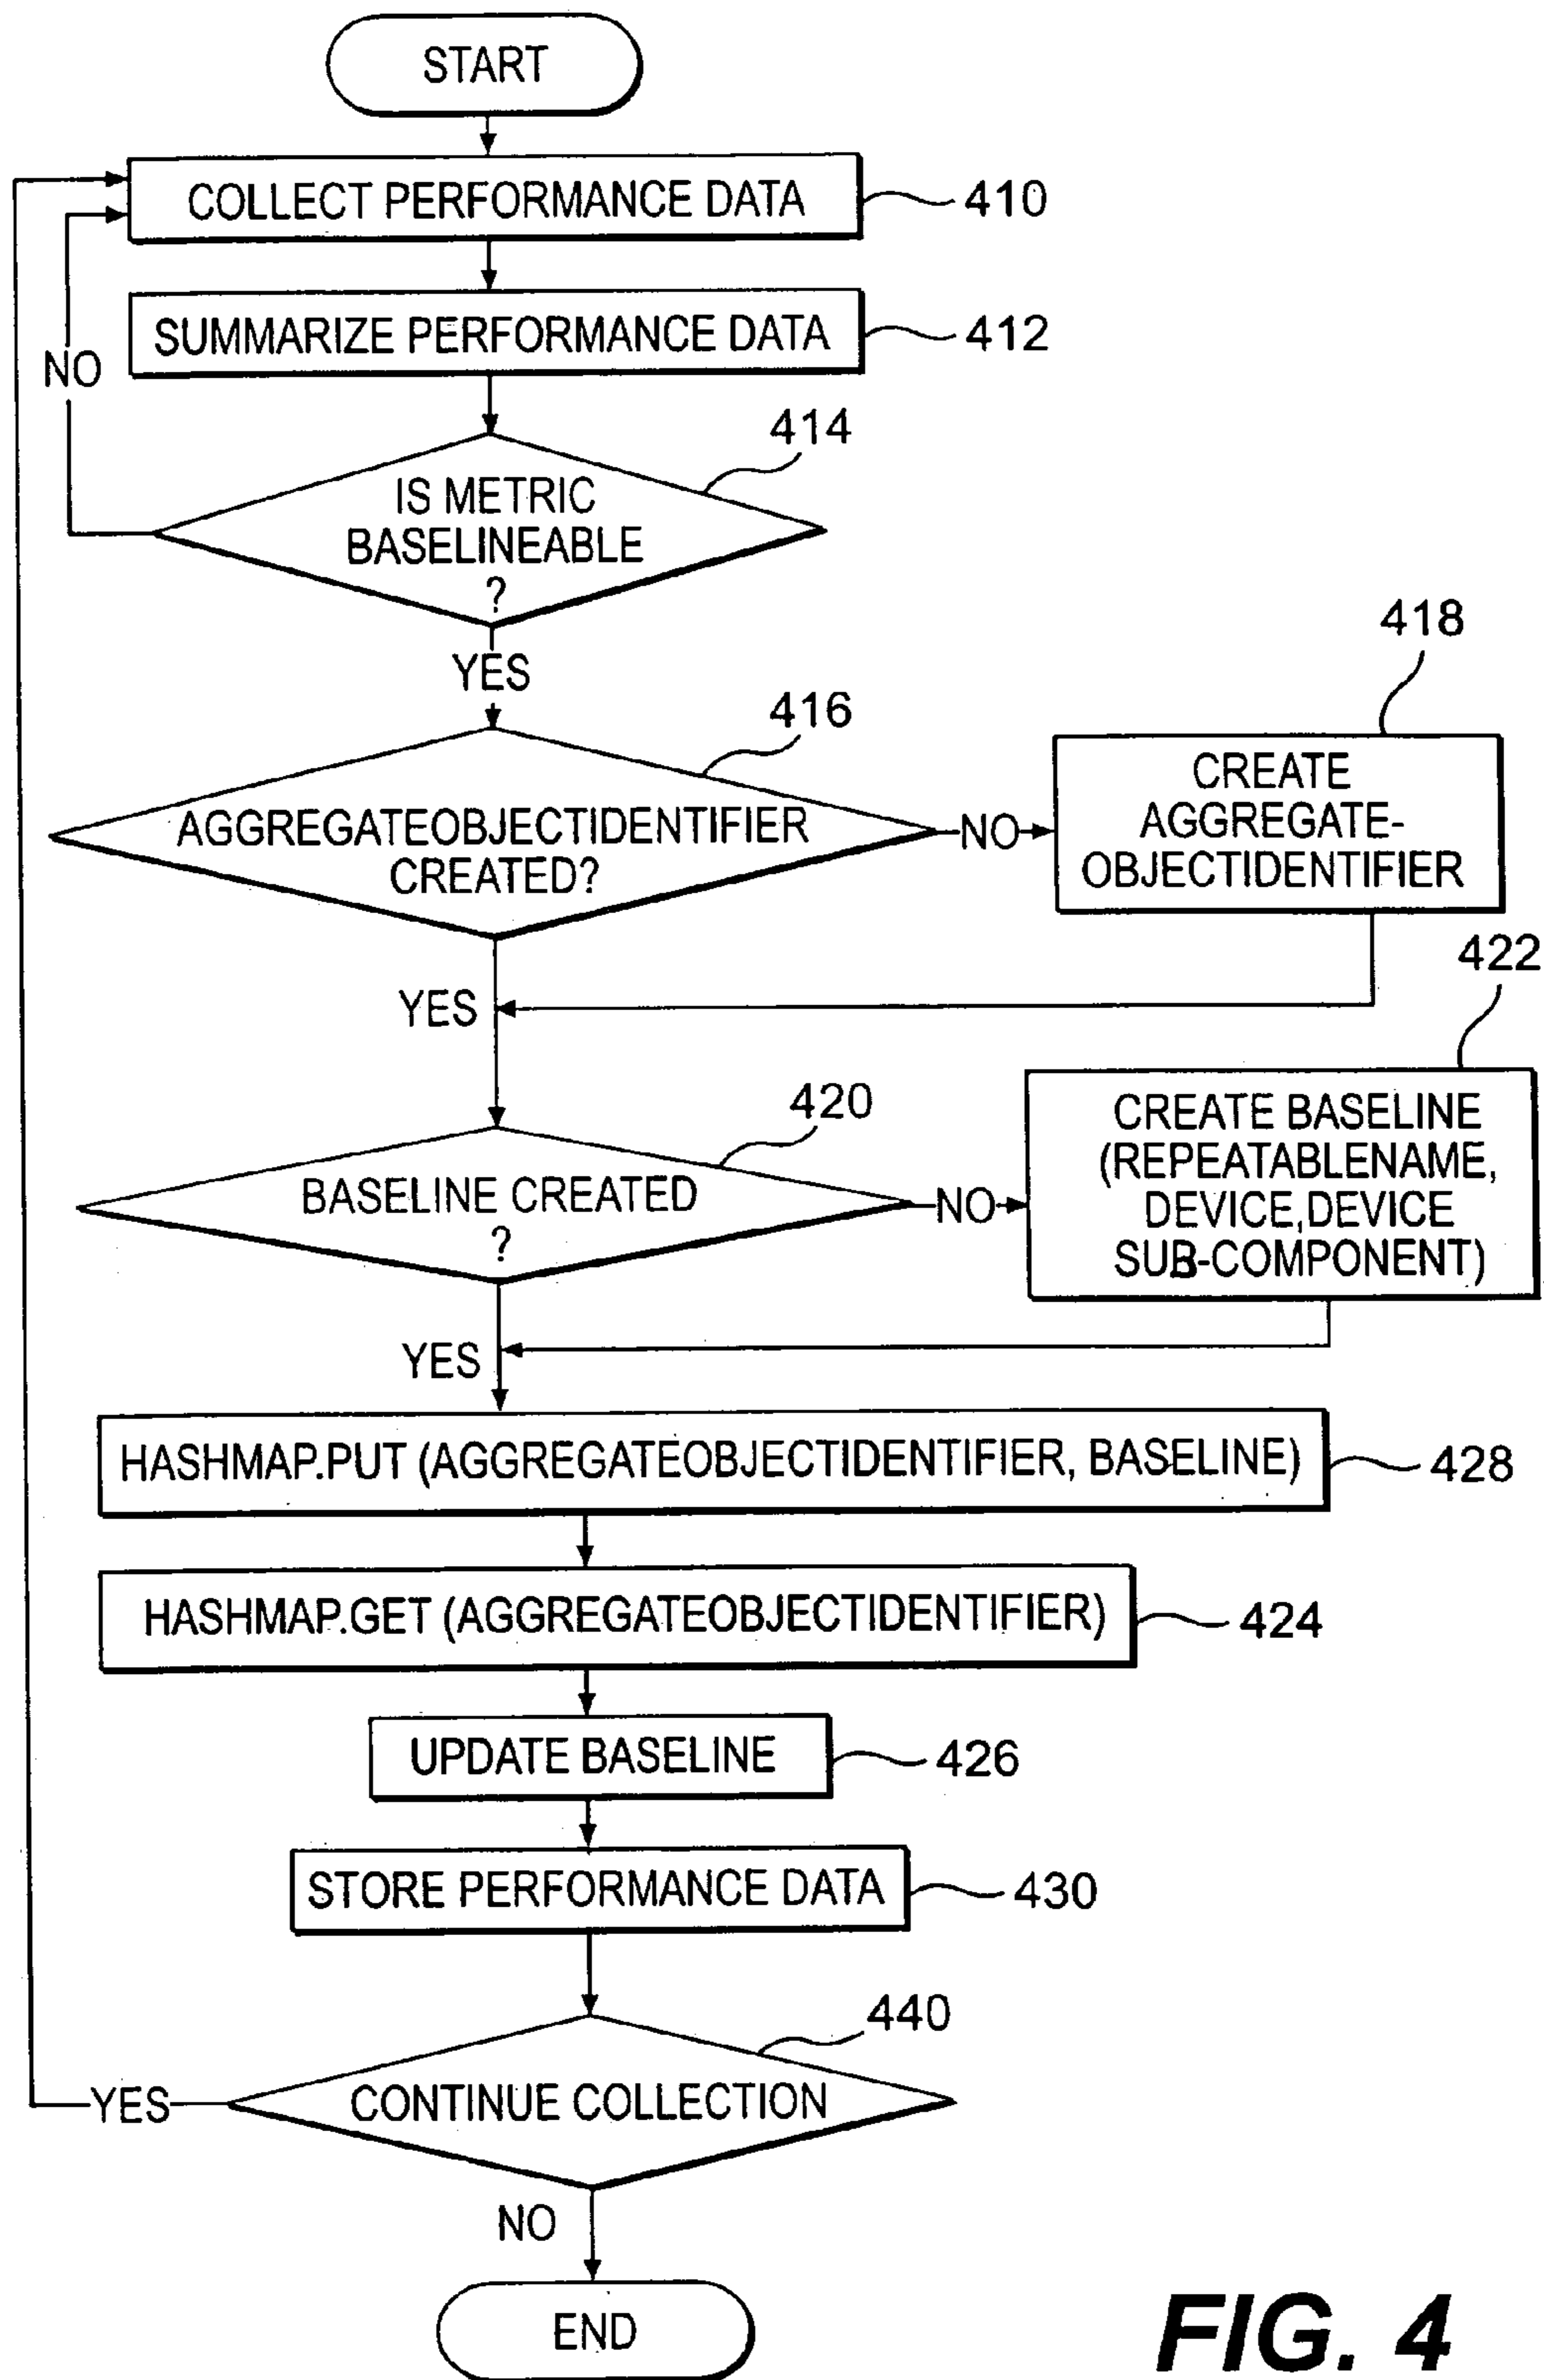 START
COLLECT PERFORMANCE DATA
410
SUMMARIZE PERFORMANCE DATA
412
NO
414
IS METRIC
BASELINEABLE
?
YES
416
AGGREGATEOBJECTIDENTIFIER
CREATED?
NO
418
CREATE
AGGREGATE-
OBJECTIDENTIFIER
YES
420
BASELINE CREATED
?
NO
422
CREATE BASELINE
(REPEATABLENAME,
DEVICE,DEVICE
SUB-COMPONENT)
YES
HASHMAP.PUT (AGGREGATEOBJECTIDENTIFIER, BASELINE)
428
HASHMAP.GET (AGGREGATEOBJECTIDENTIFIER)
424
UPDATE BASELINE
426
STORE PERFORMANCE DATA
430
440
CONTINUE COLLECTION
YES
NO
END
FIG. 4